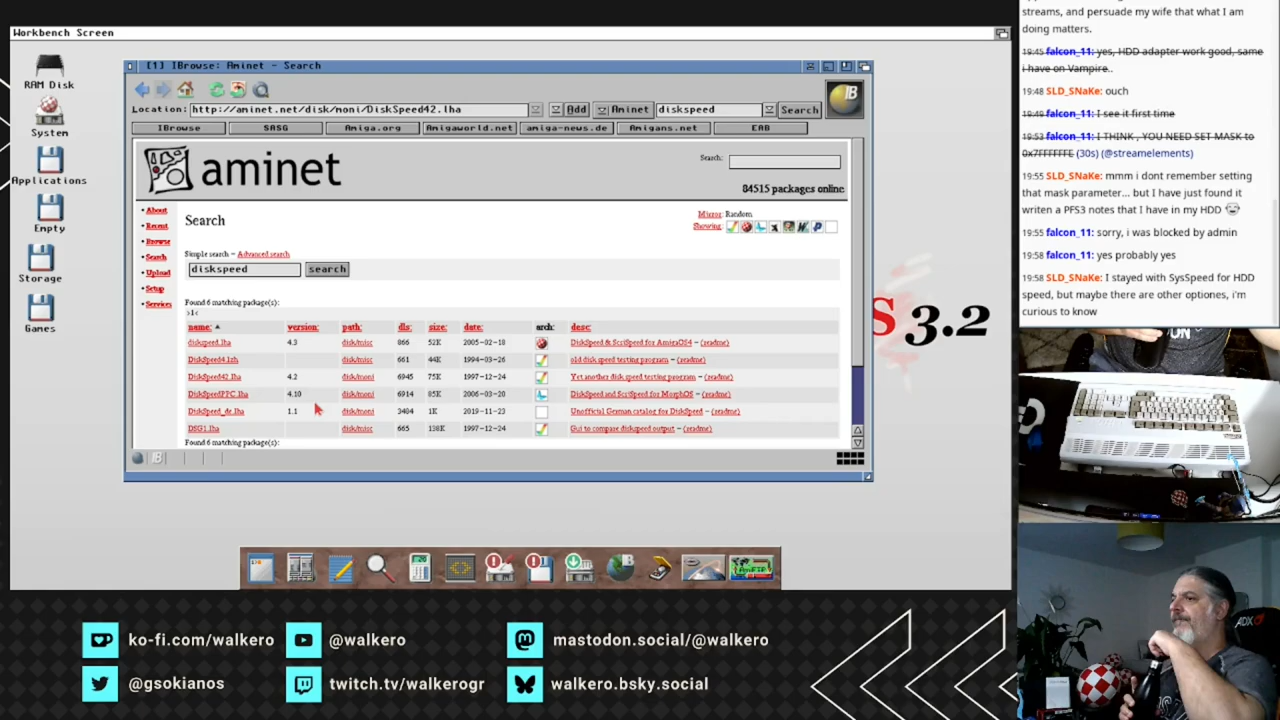 Workbench Screen
RAM Disk
System
Applications
Empty
Storage
Games
[1] IBrowse: Aminet - Search
Location: http://aminet.net/disk/moni/DiskSpeed42.lha Add Aminet diskspeed Search
IBrowse SASG Amiga.org Amigaworld.net amiga-news.de Amigans.net EAB
aminet
Search:
84515 packages online
About
Recent
Browse
Search
Upload
Setup
Services
Search
Mirror: Random
Showing:
Simple search - Advanced search
diskspeed search
Found 6 matching package(s):
>1<
name: version: path: dls: size: date: arch: desc:
diskspeed.lha 4.3 disk/misc 866 52K 2005-02-18 DiskSpeed & ScsiSpeed for AmigaOS4 - (readme)
DiskSpeed4.lzh disk/misc 661 44K 1994-03-26 old disk speed testing program - (readme)
DiskSpeed42.lha 4.2 disk/moni 6945 75K 1997-12-24 Yet another disk speed testing program - (readme)
DiskSpeedPPC.lha 4.10 disk/moni 6914 85K 2006-03-20 DiskSpeed and ScsiSpeed for MorphOS - (readme)
DiskSpeed_de.lha 1.1 disk/moni 3404 1K 2019-11-23 Unofficial German catalog for DiskSpeed - (readme)
DSG1.lha disk/misc 665 138K 1997-12-24 Gui to compare diskspeed output - (readme)
Found 6 matching package(s):
S 3.2
streams, and persuade my wife that what I am
doing matters.
19:45 falcon_11: yes, HDD adapter work good, same
i have on Vampire..
19:48 SLD_SNaKe: ouch
19:49 falcon_11: I see it first time
19:53 falcon_11: I THINK , YOU NEED SET MASK to
0x7FFFFFFE (30s) (@streamelements)
19:55 SLD_SNaKe: mmm i dont remember setting
that mask parameter... but I have just found it
writen a PFS3 notes that I have in my HDD
19:55 falcon_11: sorry, i was blocked by admin
19:58 falcon_11: yes probably yes
19:58 SLD_SNaKe: I stayed with SysSpeed for HDD
speed, but maybe there are other optiones, i'm
curious to know
ADX
ko-fi.com/walkero
@walkero
mastodon.social/@walkero
@gsokianos
twitch.tv/walkerogr
walkero.bsky.social